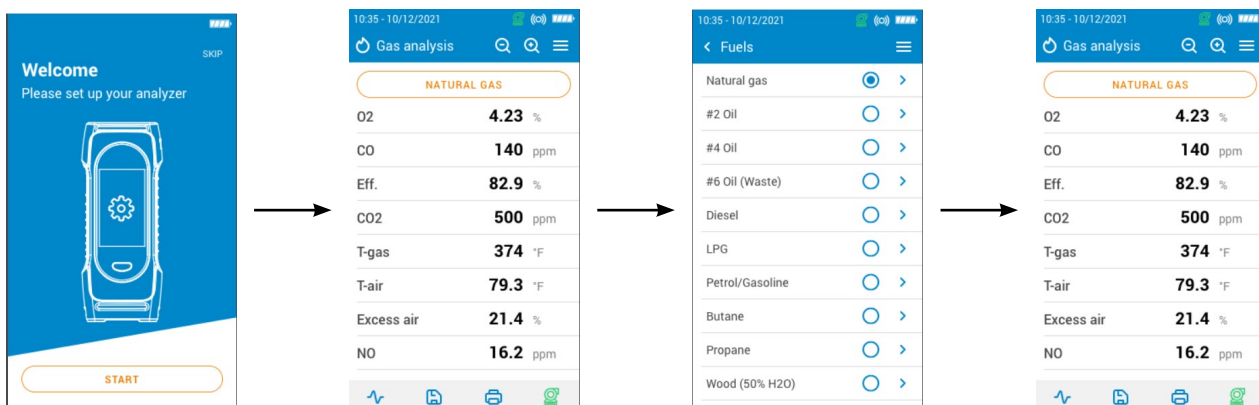 SKIP
Welcome
Please set up your analyzer
START
10:35 - 10/12/2021
Gas analysis
NATURAL GAS
O2 4.23 %
CO 140 ppm
Eff. 82.9 %
CO2 500 ppm
T-gas 374 °F
T-air 79.3 °F
Excess air 21.4 %
NO 16.2 ppm
10:35 - 10/12/2021
< Fuels
Natural gas
#2 Oil
#4 Oil
#6 Oil (Waste)
Diesel
LPG
Petrol/Gasoline
Butane
Propane
Wood (50% H2O)
10:35 - 10/12/2021
Gas analysis
NATURAL GAS
O2 4.23 %
CO 140 ppm
Eff. 82.9 %
CO2 500 ppm
T-gas 374 °F
T-air 79.3 °F
Excess air 21.4 %
NO 16.2 ppm